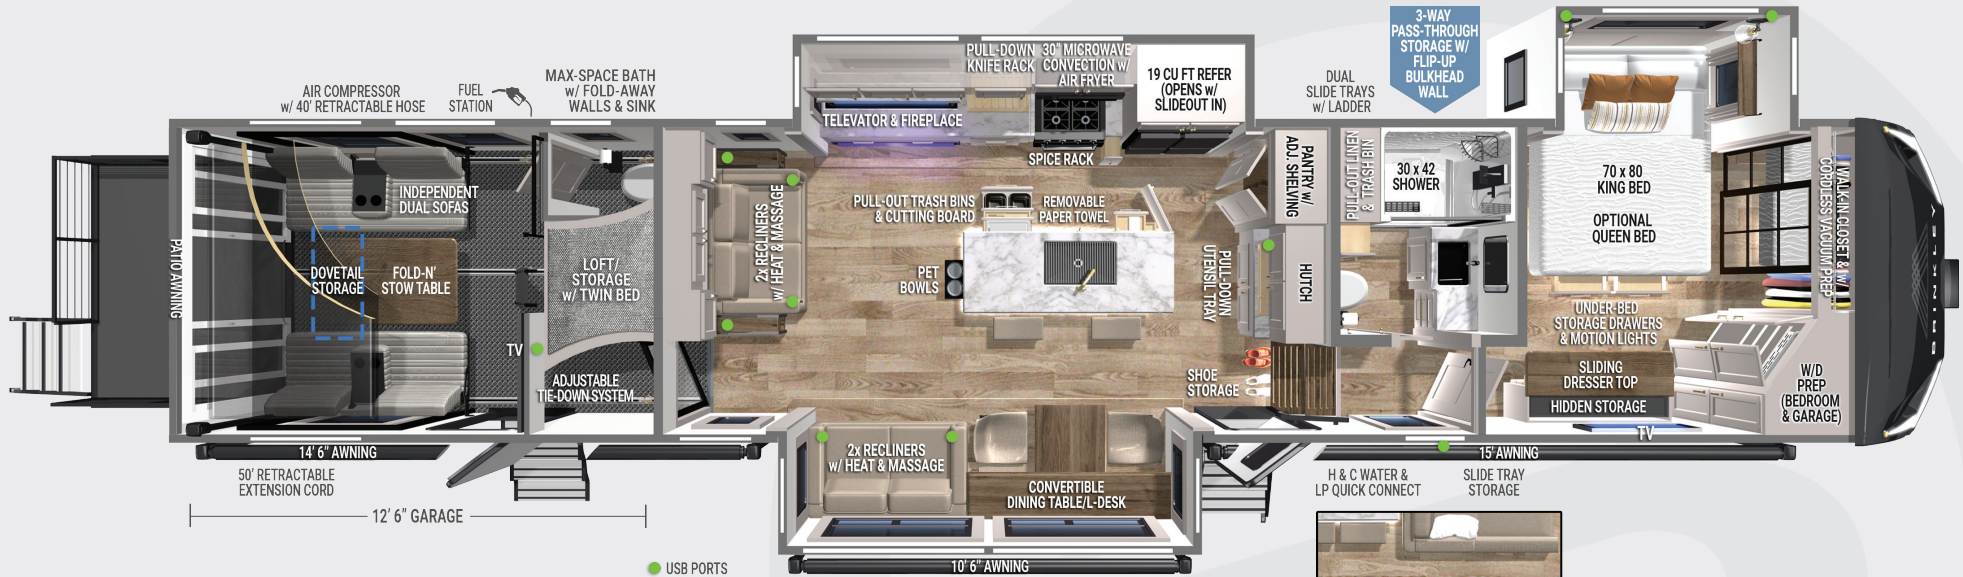 3-WAY
PASS-THROUGH
STORAGE W/
FLIP-UP
BULKHEAD
WALL
PULL-DOWN
KNIFE RACK
30" MICROWAVE
CONVECTION w/
AIR FRYER
19 CU FT REFER
(OPENS w/
SLIDEOUT IN)
DUAL
SLIDE TRAYS
w/ LADDER
AIR COMPRESSOR
w/ 40' RETRACTABLE HOSE
FUEL
STATION
MAX-SPACE BATH
w/ FOLD-AWAY
WALLS & SINK
TELEVATOR & FIREPLACE
SPICE RACK
PANTRY w/
ADJ. SHELVING
PULL-OUT LINEN
& TRASH BIN
30 x 42
SHOWER
70 x 80
KING BED
OPTIONAL
QUEEN BED
WALK-IN CLOSET & w/
CORDLESS VACUUM PREP
BRINKLEY
PATIO AWNING
INDEPENDENT
DUAL SOFAS
DOVETAIL
STORAGE
FOLD-N'
STOW TABLE
LOFT/
STORAGE
w/ TWIN BED
TV
ADJUSTABLE
TIE-DOWN SYSTEM
2x RECLINERS
w/ HEAT & MASSAGE
PULL-OUT TRASH BINS
& CUTTING BOARD
REMOVABLE
PAPER TOWEL
PET
BOWLS
PULL-DOWN
UTENSIL TRAY
HUTCH
SHOE
STORAGE
UNDER-BED
STORAGE DRAWERS
& MOTION LIGHTS
SLIDING
DRESSER TOP
HIDDEN STORAGE
TV
W/D
PREP
(BEDROOM
& GARAGE)
14' 6" AWNING
50' RETRACTABLE
EXTENSION CORD
12' 6" GARAGE
2x RECLINERS
w/ HEAT & MASSAGE
CONVERTIBLE
DINING TABLE/L-DESK
15' AWNING
H & C WATER &
LP QUICK CONNECT
SLIDE TRAY
STORAGE
10' 6" AWNING
USB PORTS